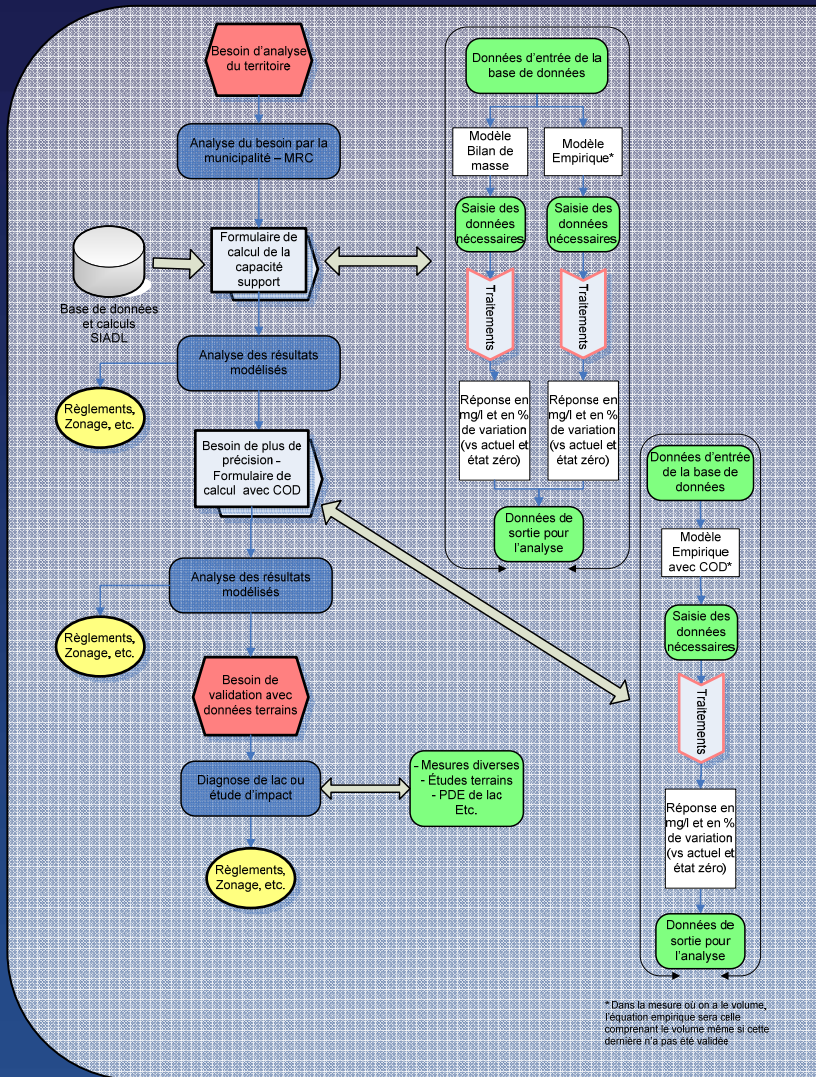 Besoin d'analyse
du territoire
Analyse du besoin par la
municipalité – MRC
Formulaire de
calcul de la
capacité
support
Base de données
et calculs
SIADL
Analyse des résultats
modélisés
Règlements,
Zonage, etc.
Besoin de plus de
précision -
Formulaire de
calcul avec COD
Analyse des résultats
modélisés
Règlements,
Zonage, etc.
Besoin de
validation avec
données terrains
Diagnose de lac ou
étude d'impact
- Mesures diverses
- Études terrains
- PDE de lac
Etc.
Règlements,
Zonage, etc.
Données d'entrée de la
base de données
Modèle
Bilan de
masse
Modèle
Empirique*
Saisie des
données
nécessaires
Saisie des
données
nécessaires
Traitements
Traitements
Réponse en
mg/l et en %
de variation
(vs actuel et
état zéro)
Réponse en
mg/l et en %
de variation
(vs actuel et
état zéro)
Données de
sortie pour
l'analyse
Données d'entrée
de la base de
données
Modèle
Empirique
avec COD*
Saisie des
données
nécessaires
Traitements
Réponse en
mg/l et en %
de variation
(vs actuel et
état zéro)
Données de
sortie pour
l'analyse
* Dans la mesure où on a le volume,
l'équation empirique sera celle
comprenant le volume même si cette
dernière n'a pas été validée